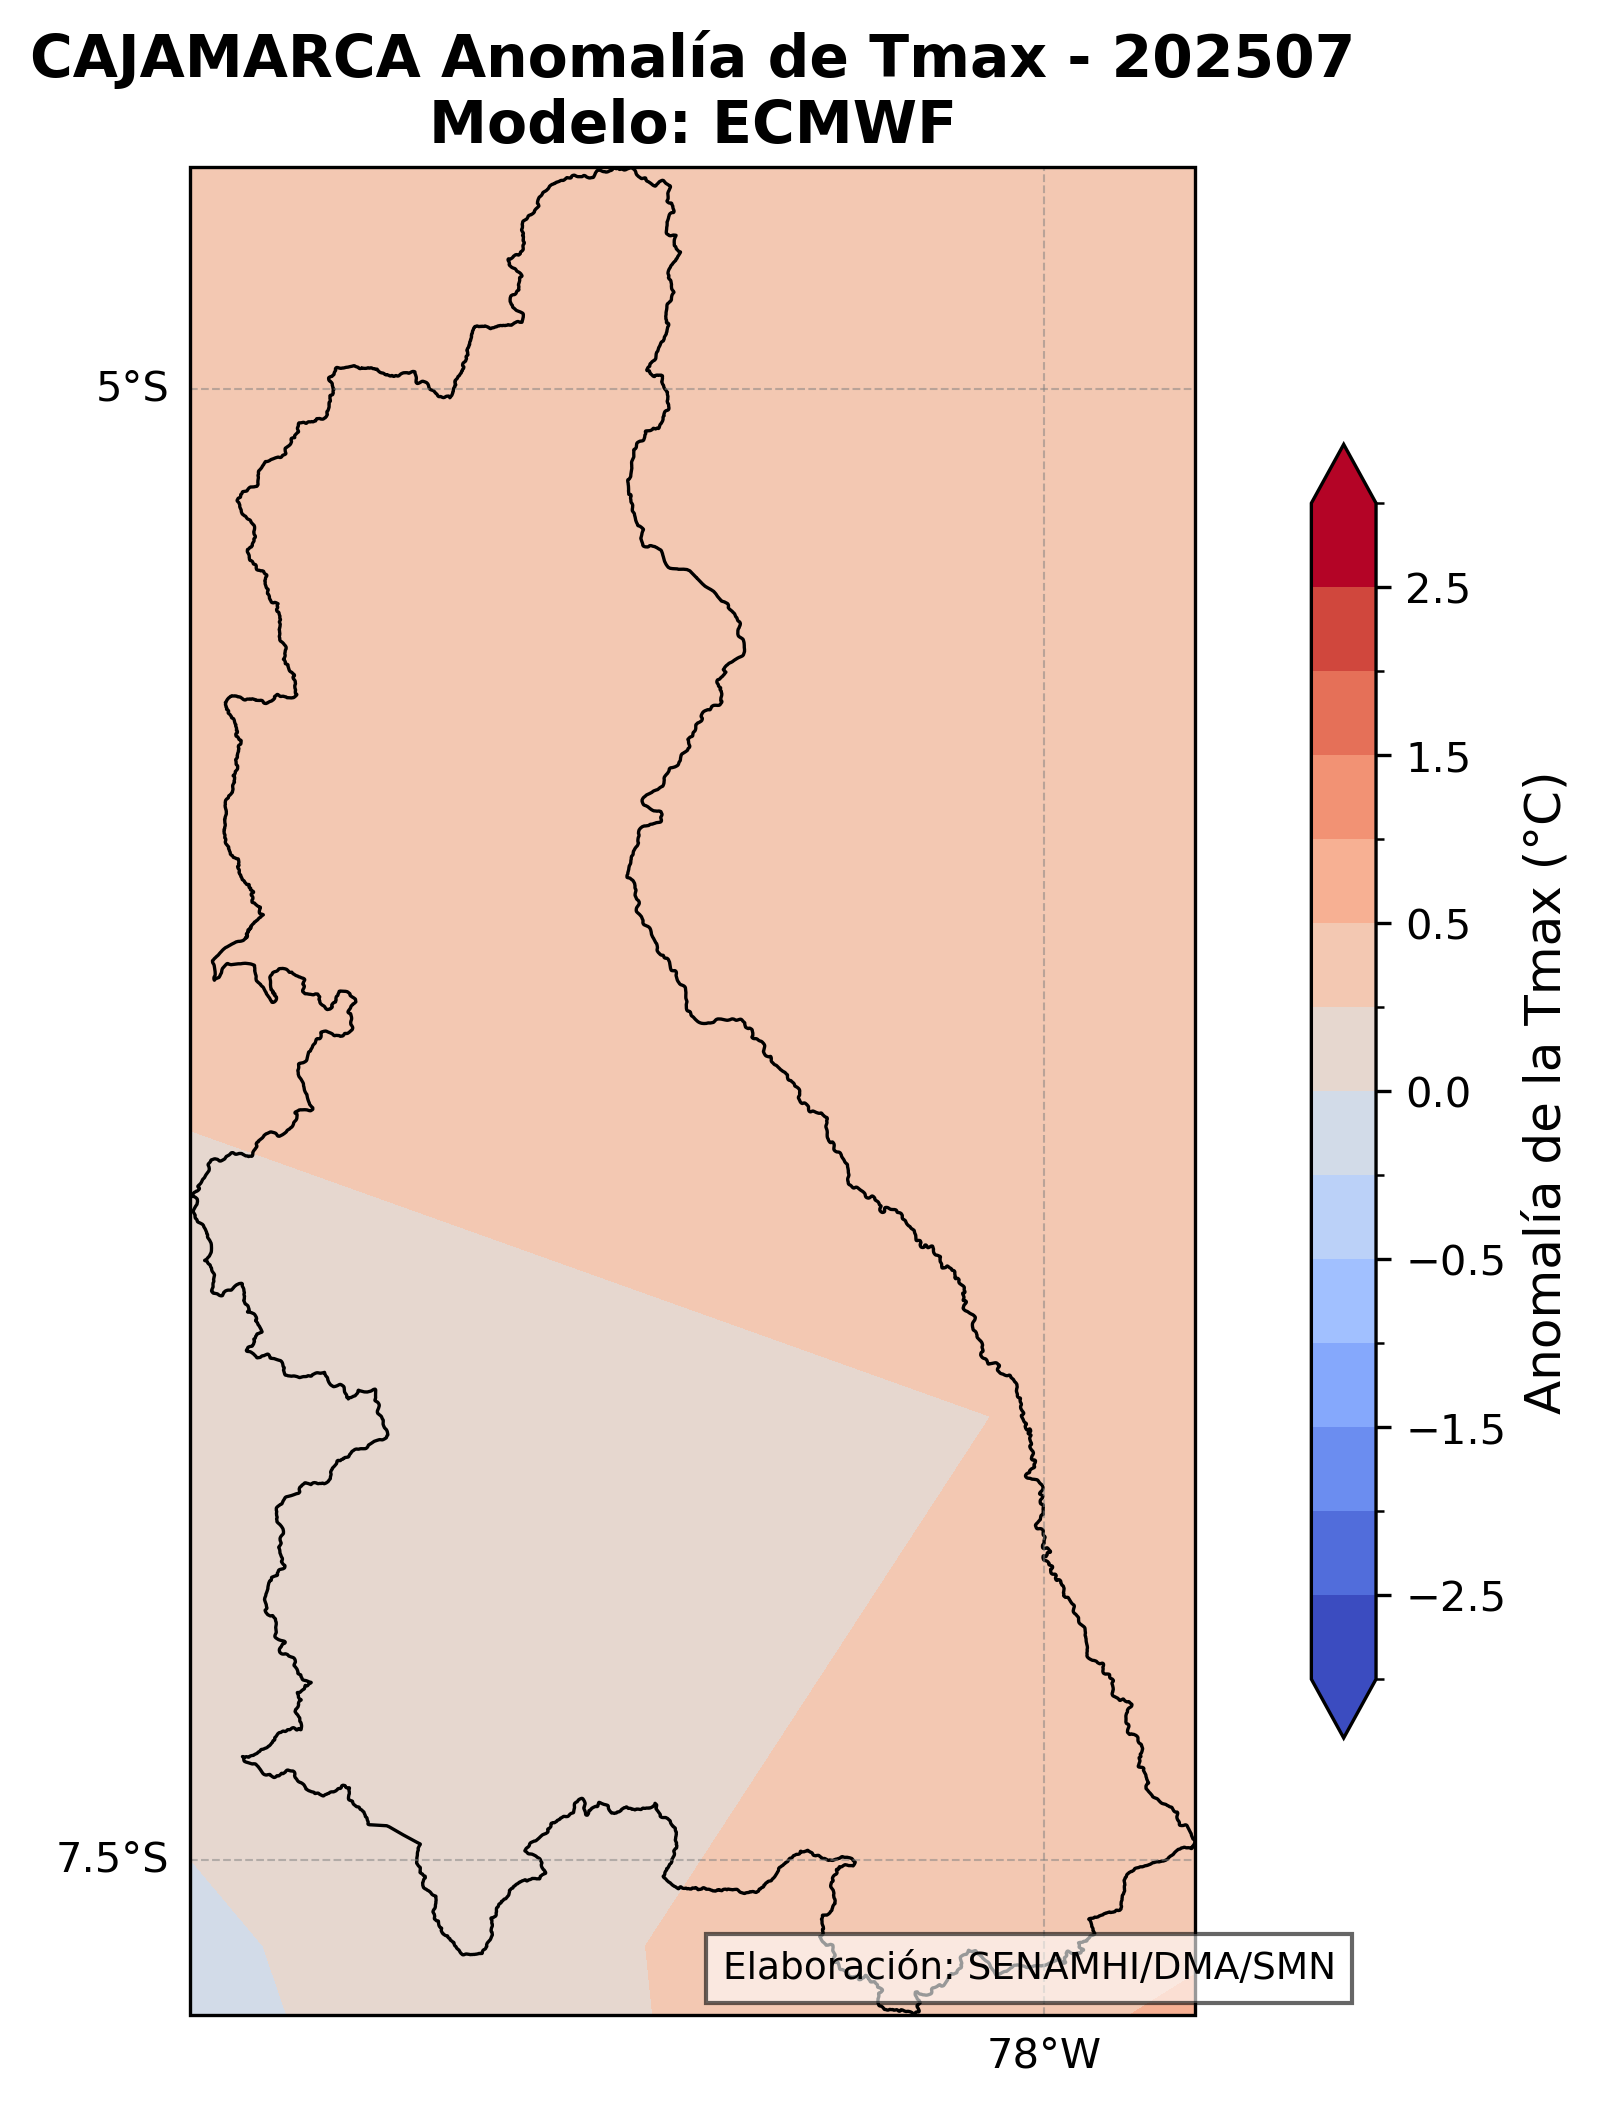 CAJAMARCA Anomalía de Tmax - 202507
Modelo: ECMWF
5°S
7.5°S
78°W
2.5
1.5
0.5
0.0
−0.5
−1.5
−2.5
Anomalía de la Tmax (°C)
Elaboración: SENAMHI/DMA/SMN